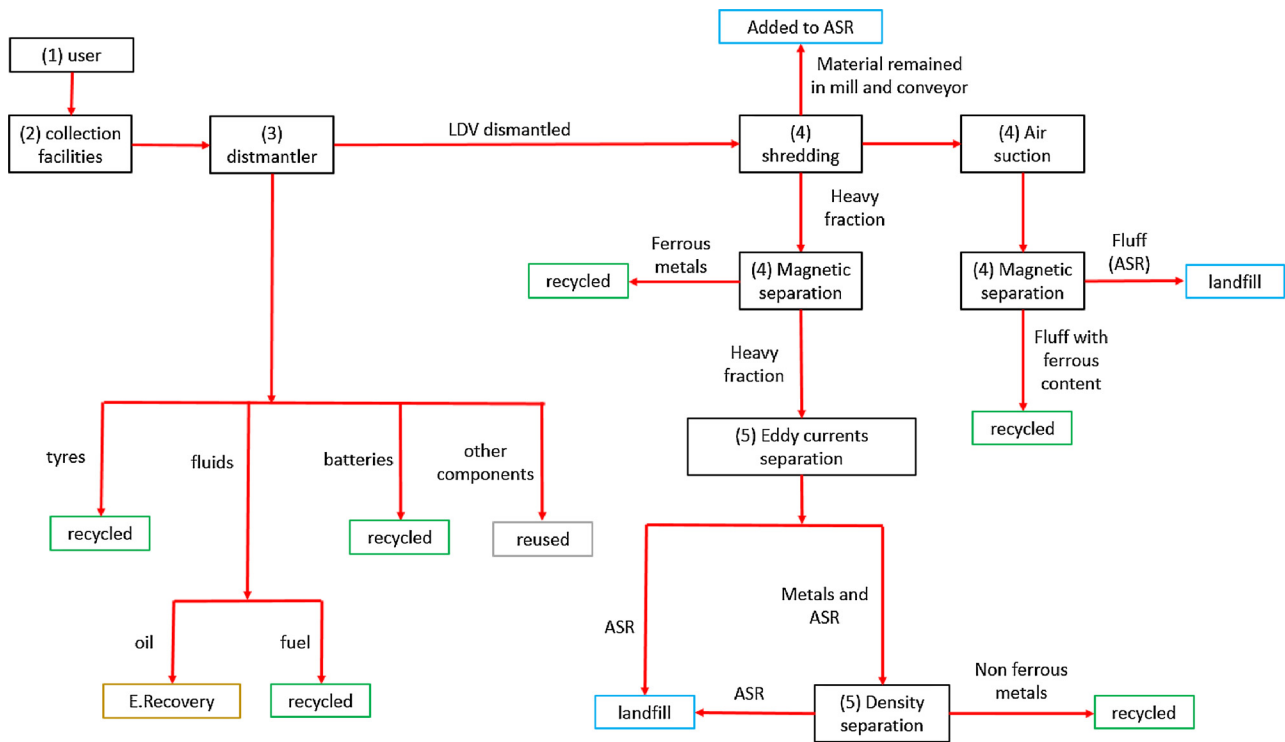 Added to ASR
(1) user
Material remained
in mill and conveyor
(2) collection
facilities
(3)
distmantler
LDV dismantled
(4)
shredding
(4) Air
suction
Heavy
fraction
Ferrous
metals
recycled
(4) Magnetic
separation
(4) Magnetic
separation
Fluff
(ASR)
landfill
Heavy
fraction
Fluff with
ferrous
content
recycled
(5) Eddy currents
separation
tyres
fluids
batteries
other
components
recycled
recycled
reused
oil
fuel
E.Recovery
recycled
ASR
Metals and
ASR
landfill
ASR
(5) Density
separation
Non ferrous
metals
recycled